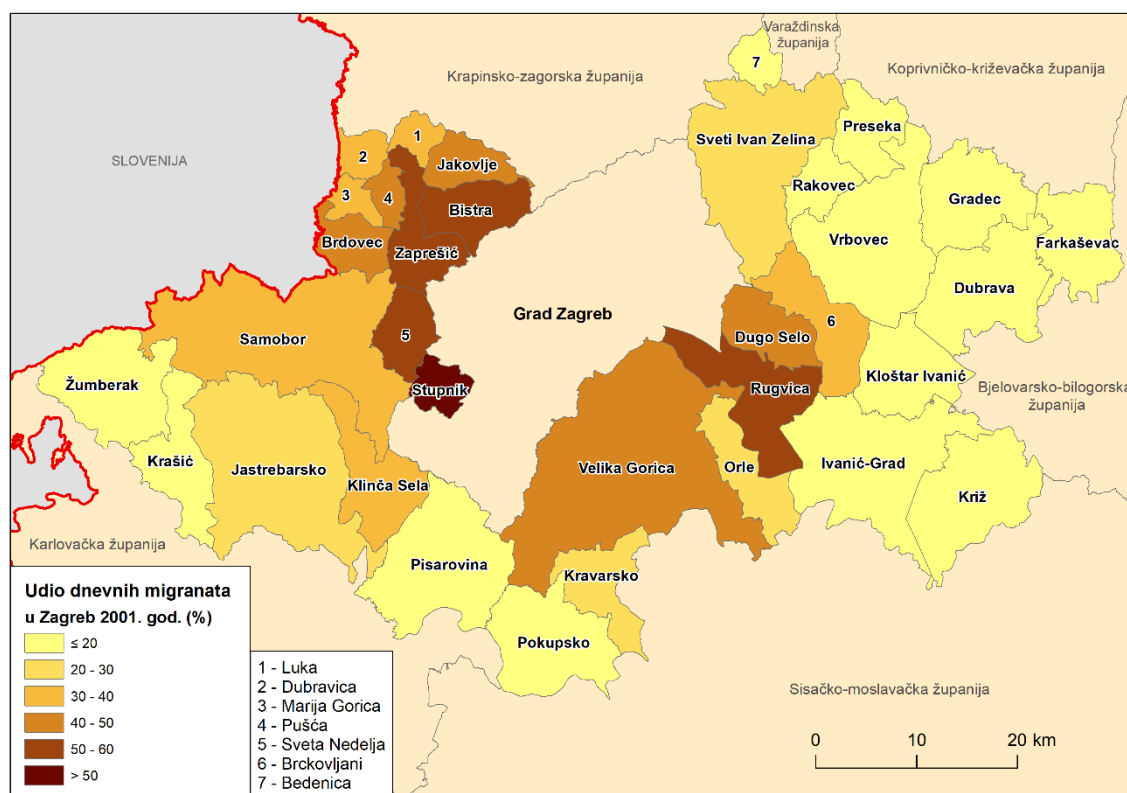 Varaždinska
županija
Krapinsko-zagorska županija
Koprivničko-križevačka županija
SLOVENIJA
7
1
2
3
4
Jakovlje
Bistra
Brdovec
Zaprešić
Sveti Ivan Zelina
Preseka
Rakovec
Vrbovec
Gradec
Farkaševac
Dubrava
Grad Zagreb
Samobor
5
Stupnik
Dugo Selo
6
Rugvica
Kloštar Ivanić
Bjelovarsko-bilogorska
županija
Žumberak
Krašić
Jastrebarsko
Klinča Sela
Velika Gorica
Orle
Ivanić-Grad
Križ
Karlovačka županija
Pisarovina
Kravarsko
Pokupsko
Sisačko-moslavačka županija
Udio dnevnih migranata
u Zagreb 2001. god. (%)
≤ 20
20 - 30
30 - 40
40 - 50
50 - 60
> 50
1 - Luka
2 - Dubravica
3 - Marija Gorica
4 - Pušća
5 - Sveta Nedelja
6 - Brckovljani
7 - Bedenica
0 10 20 km